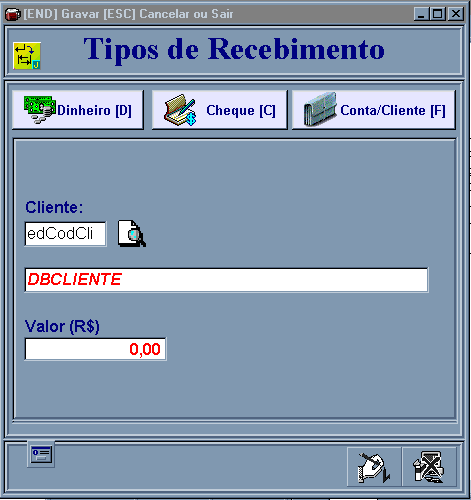 [END] Gravar [ESC] Cancelar ou Sair
Tipos de Recebimento
Dinheiro [D] Cheque [C] Conta/Cliente [F]
Cliente:
edCodCli
DBCLIENTE
Valor (R$)
0,00